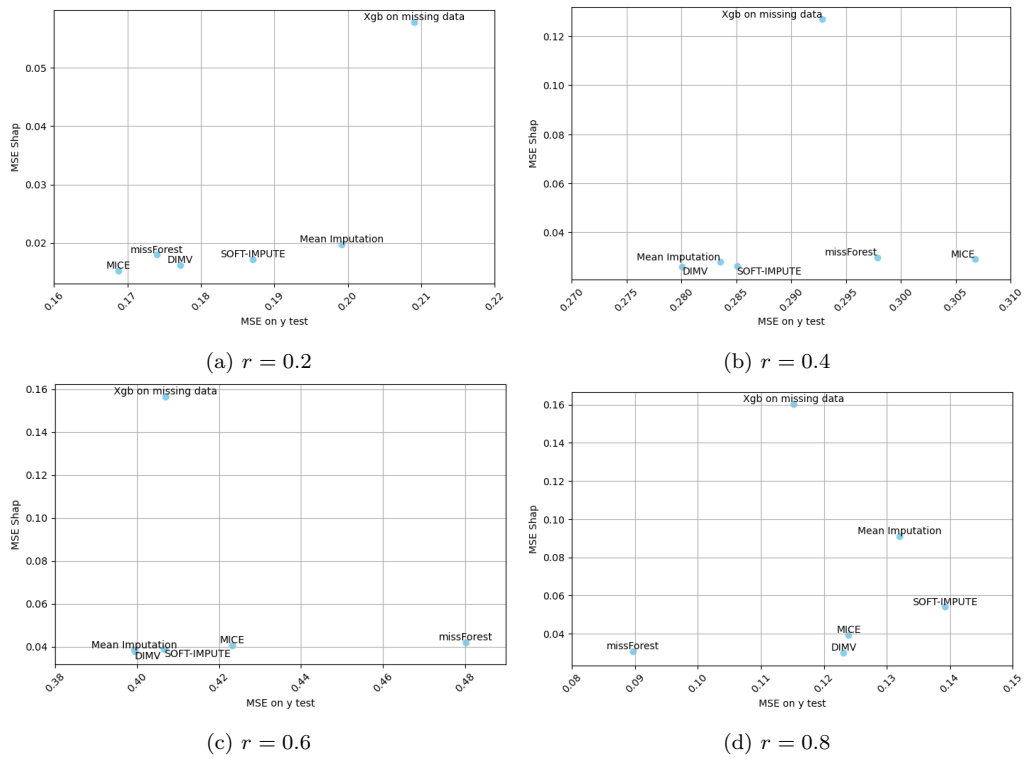 Xgb on missing data
0.05
0.04
0.03
0.02
MSE Shap
missForest
MICE
DIMV
SOFT-IMPUTE
Mean Imputation
0.16 0.17 0.18 0.19 0.20 0.21 0.22
MSE on y test
(a) r = 0.2
Xgb on missing data
0.12
0.10
0.08
0.06
0.04
MSE Shap
Mean Imputation
DIMV
SOFT-IMPUTE
missForest
MICE
0.270 0.275 0.280 0.285 0.290 0.295 0.300 0.305 0.310
MSE on y test
(b) r = 0.4
Xgb on missing data
0.16
0.14
0.12
0.10
0.08
0.06
0.04
MSE Shap
Mean Imputation
DIMV
SOFT-IMPUTE
MICE
missForest
0.38 0.40 0.42 0.44 0.46 0.48
MSE on y test
(c) r = 0.6
Xgb on missing data
0.16
0.14
0.12
0.10
0.08
0.06
0.04
MSE Shap
Mean Imputation
SOFT-IMPUTE
MICE
DIMV
missForest
0.08 0.09 0.10 0.11 0.12 0.13 0.14 0.15
MSE on y test
(d) r = 0.8